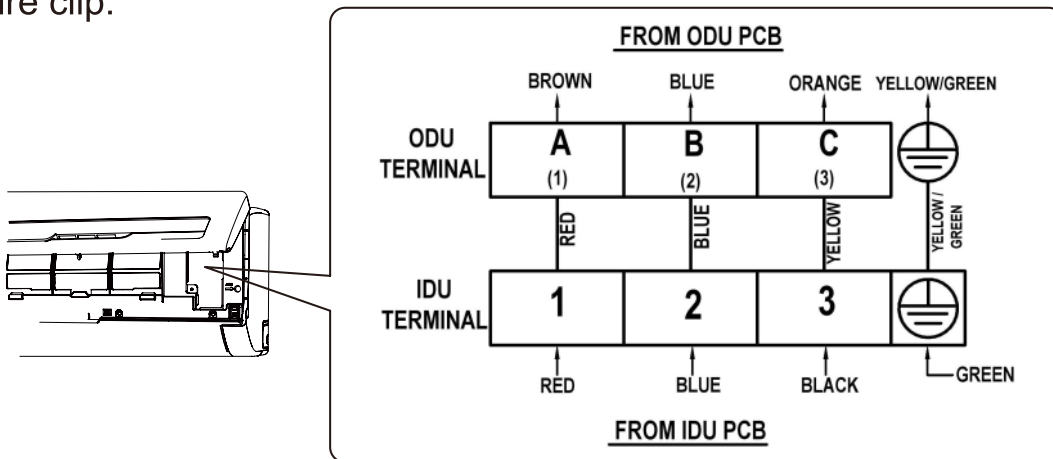 ire clip.
FROM ODU PCB
BROWN BLUE ORANGE YELLOW/GREEN
ODU TERMINAL
A B C
(1) (2) (3)
RED BLUE YELLOW YELLOW / GREEN
IDU TERMINAL
1 2 3
RED BLUE BLACK GREEN
FROM IDU PCB